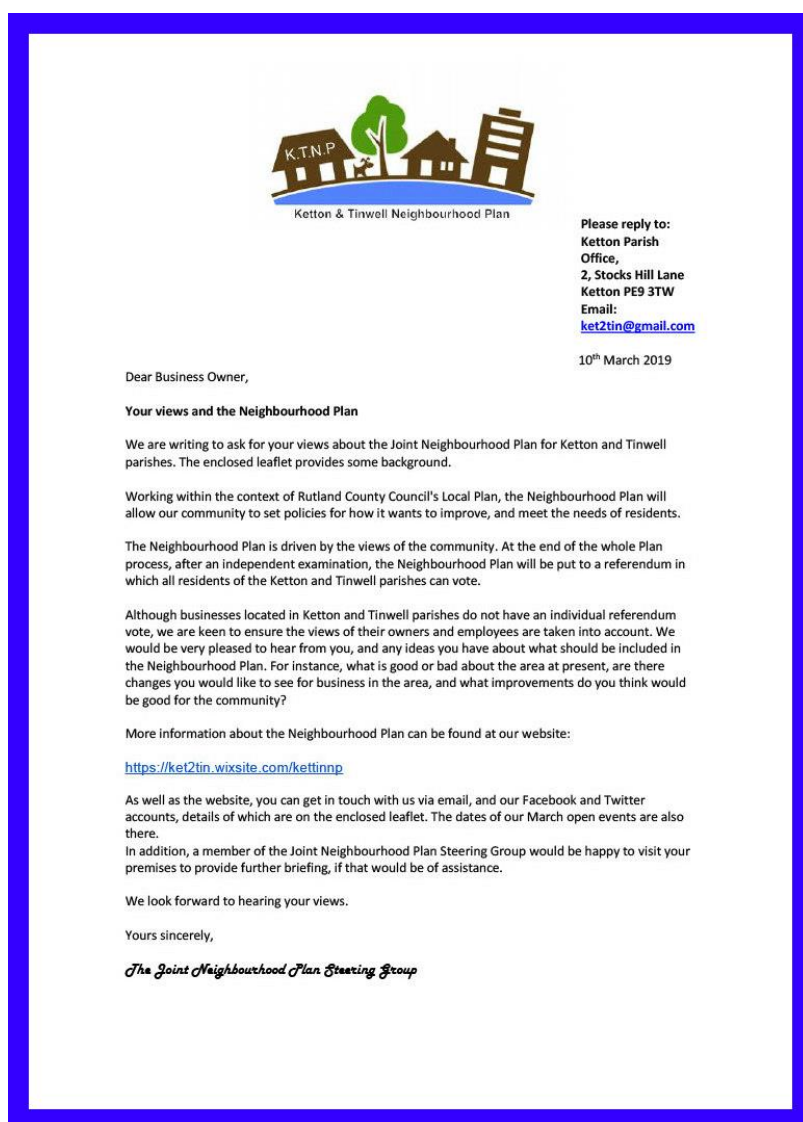 K.T.N.P
Ketton & Tinwell Neighbourhood Plan
Please reply to:
Ketton Parish
Office,
2, Stocks Hill Lane
Ketton PE9 3TW
Email:
ket2tin@gmail.com
10th March 2019
Dear Business Owner,
Your views and the Neighbourhood Plan
We are writing to ask for your views about the Joint Neighbourhood Plan for Ketton and Tinwell
parishes. The enclosed leaflet provides some background.
Working within the context of Rutland County Council's Local Plan, the Neighbourhood Plan will
allow our community to set policies for how it wants to improve, and meet the needs of residents.
The Neighbourhood Plan is driven by the views of the community. At the end of the whole Plan
process, after an independent examination, the Neighbourhood Plan will be put to a referendum in
which all residents of the Ketton and Tinwell parishes can vote.
Although businesses located in Ketton and Tinwell parishes do not have an individual referendum
vote, we are keen to ensure the views of their owners and employees are taken into account. We
would be very pleased to hear from you, and any ideas you have about what should be included in
the Neighbourhood Plan. For instance, what is good or bad about the area at present, are there
changes you would like to see for business in the area, and what improvements do you think would
be good for the community?
More information about the Neighbourhood Plan can be found at our website:
https://ket2tin.wixsite.com/kettinnp
As well as the website, you can get in touch with us via email, and our Facebook and Twitter
accounts, details of which are on the enclosed leaflet. The dates of our March open events are also
there.
In addition, a member of the Joint Neighbourhood Plan Steering Group would be happy to visit your
premises to provide further briefing, if that would be of assistance.
We look forward to hearing your views.
Yours sincerely,
The Joint Neighbourhood Plan Steering Group